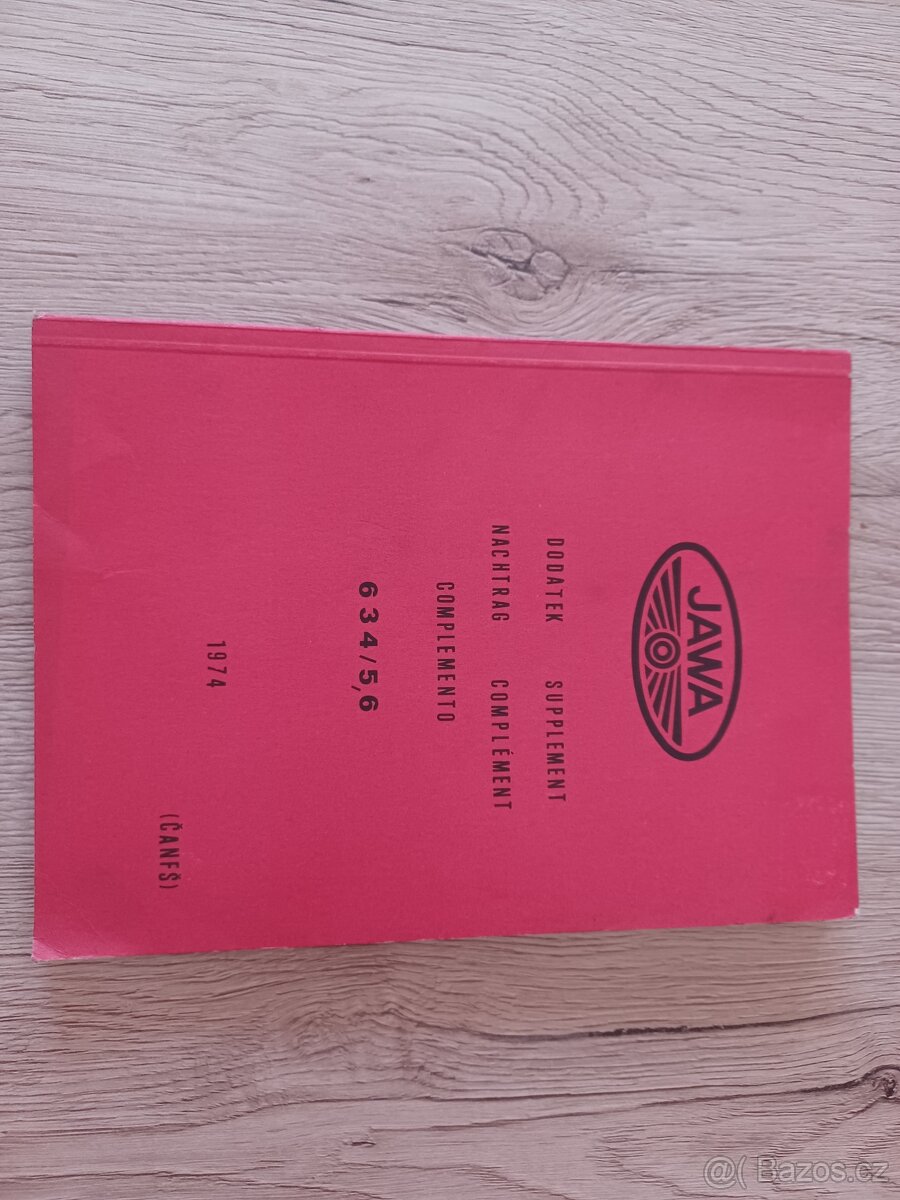 JAWA
DODATEK SUPPLEMENT
NACHTRAG COMPLÉMENT
COMPLEMENTO
634/5,6
1974
(ČANFŠ)
@( Bazos.cz